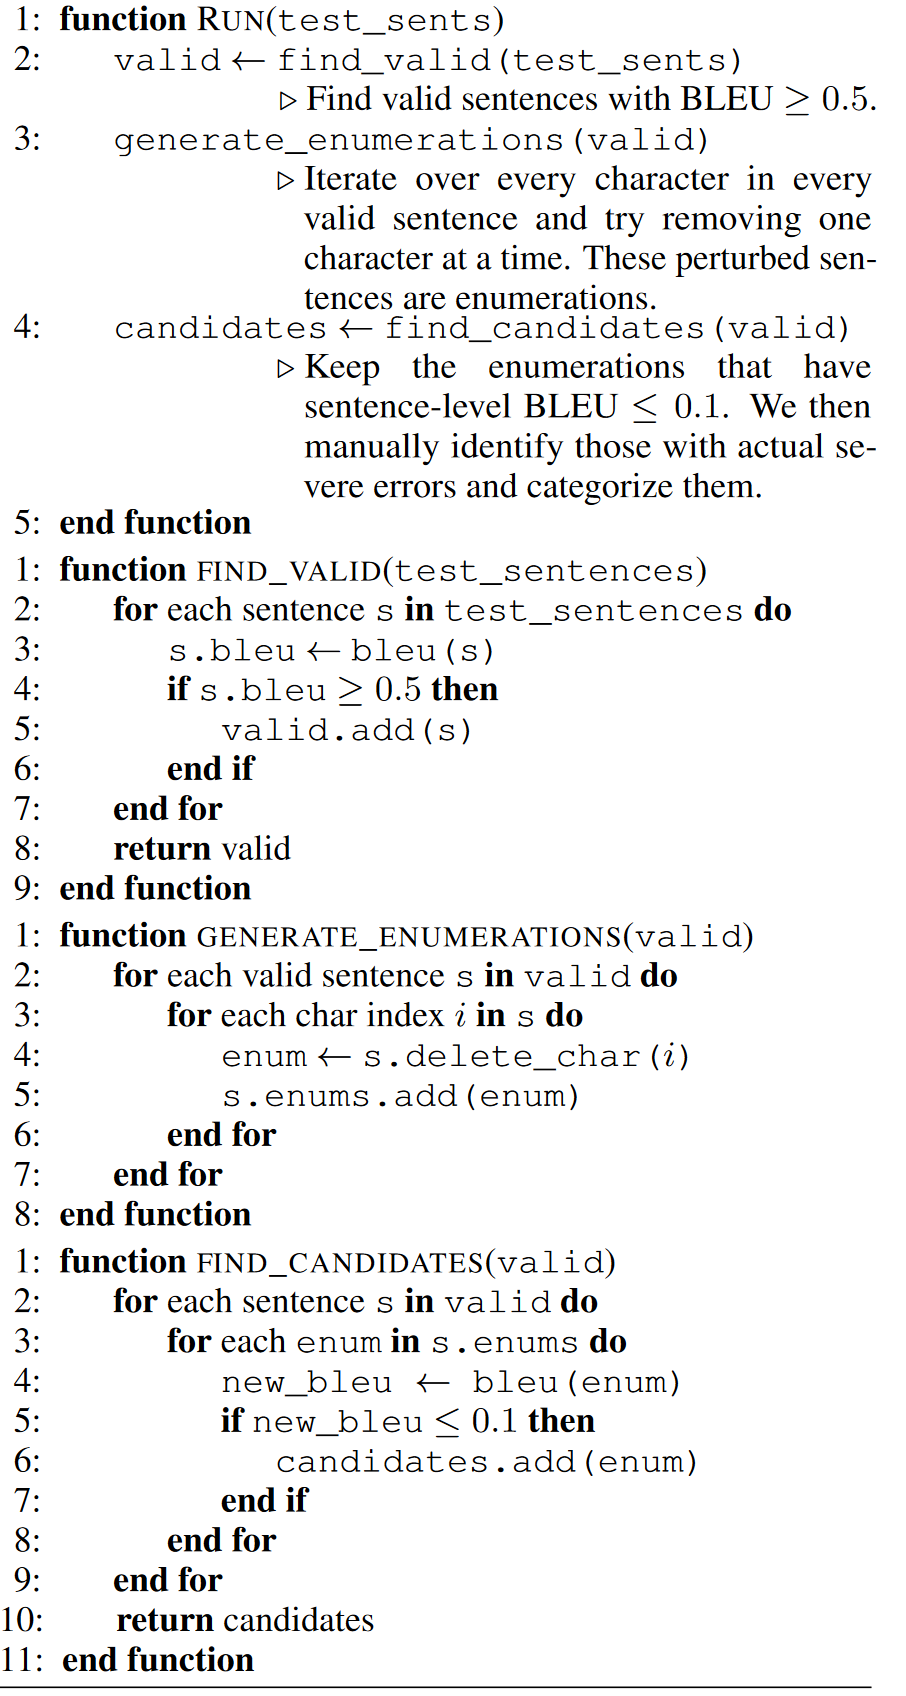 1: function RUN(test_sents)
2: valid ← find_valid(test_sents)
▷ Find valid sentences with BLEU ≥ 0.5.
3: generate_enumerations(valid)
▷ Iterate over every character in every
valid sentence and try removing one
character at a time. These perturbed sen-
tences are enumerations.
4: candidates ← find_candidates(valid)
▷ Keep the enumerations that have
sentence-level BLEU ≤ 0.1. We then
manually identify those with actual se-
vere errors and categorize them.
5: end function
1: function FIND_VALID(test_sentences)
2: for each sentence s in test_sentences do
3: s.bleu ← bleu(s)
4: if s.bleu ≥ 0.5 then
5: valid.add(s)
6: end if
7: end for
8: return valid
9: end function
1: function GENERATE_ENUMERATIONS(valid)
2: for each valid sentence s in valid do
3: for each char index i in s do
4: enum ← s.delete_char(i)
5: s.enums.add(enum)
6: end for
7: end for
8: end function
1: function FIND_CANDIDATES(valid)
2: for each sentence s in valid do
3: for each enum in s.enums do
4: new_bleu ← bleu(enum)
5: if new_bleu ≤ 0.1 then
6: candidates.add(enum)
7: end if
8: end for
9: end for
10: return candidates
11: end function